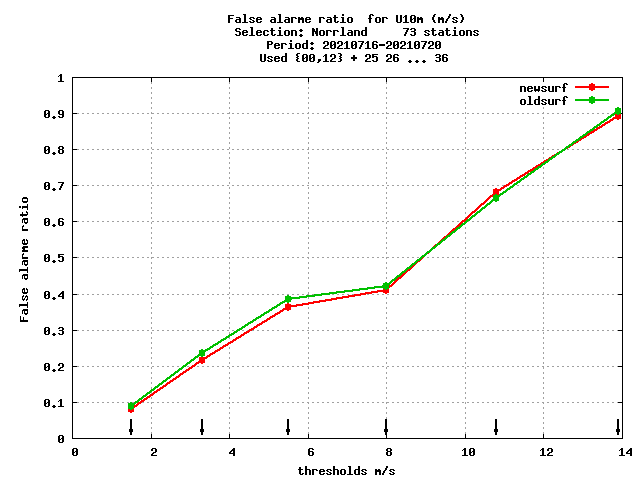 False alarme ratio  for U10m (m/s)
Selection: Norrland     73 stations
Period: 20210716-20210720
Used {00,12} + 25 26 ... 36
newsurf
oldsurf
False alarme ratio
1
0.9
0.8
0.7
0.6
0.5
0.4
0.3
0.2
0.1
0
0 2 4 6 8 10 12 14
thresholds m/s